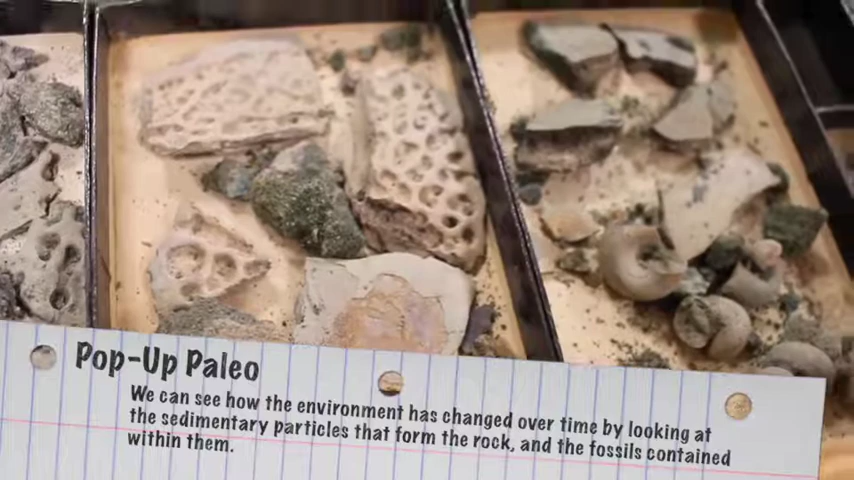 Pop-Up Paleo
We can see how the environment has changed over time by looking at
the sedimentary particles that form the rock, and the fossils contained
within them.